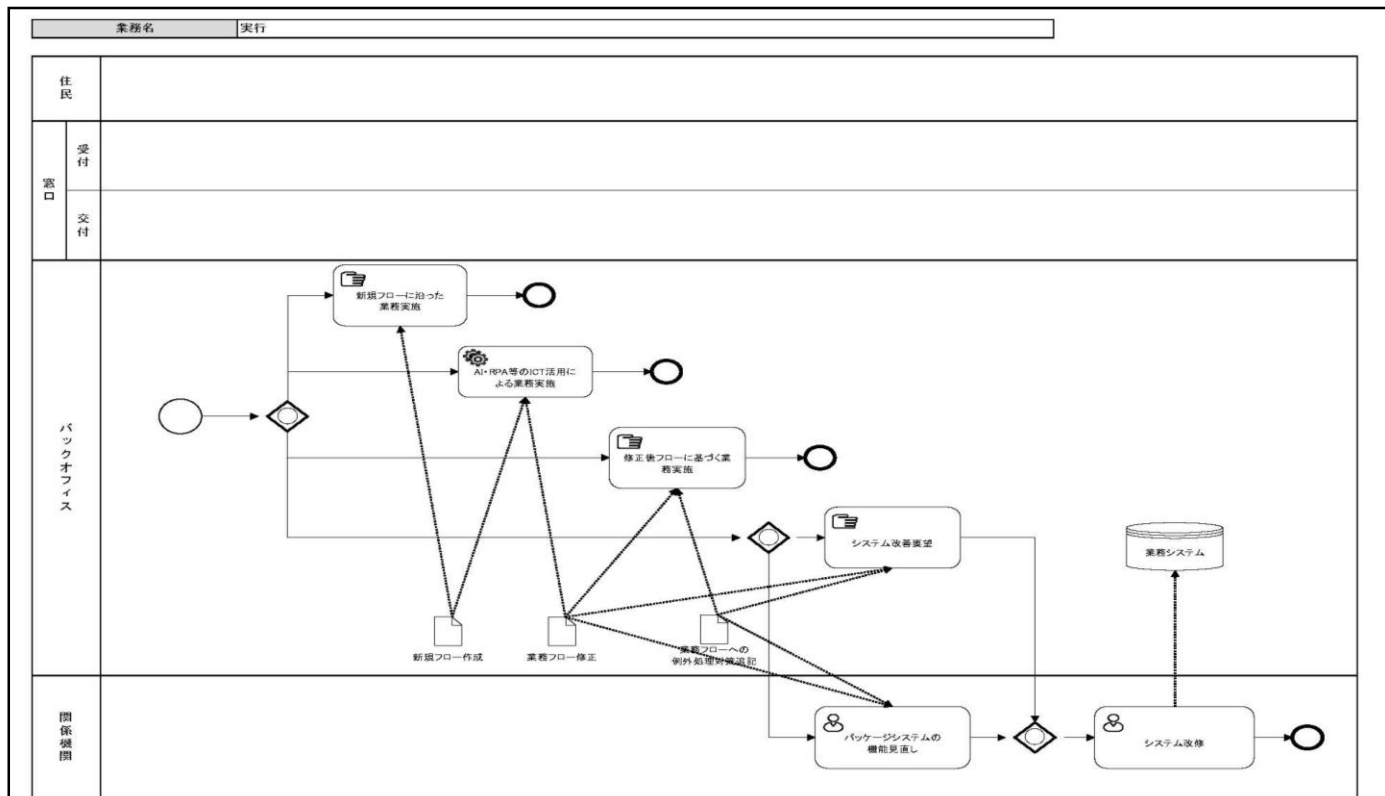 業務名
実行
住民
窓口
受付
交付
バックオフィス
新規フローに沿った
業務実施
AI・RPA等のICT活用に
よる業務実施
修正後フローに基づく業
務実施
システム改善要望
業務システム
新規フロー作成
業務フロー修正
業務フローへの
例外処理対策追記
関係機関
パッケージシステムの
機能見直し
システム改修